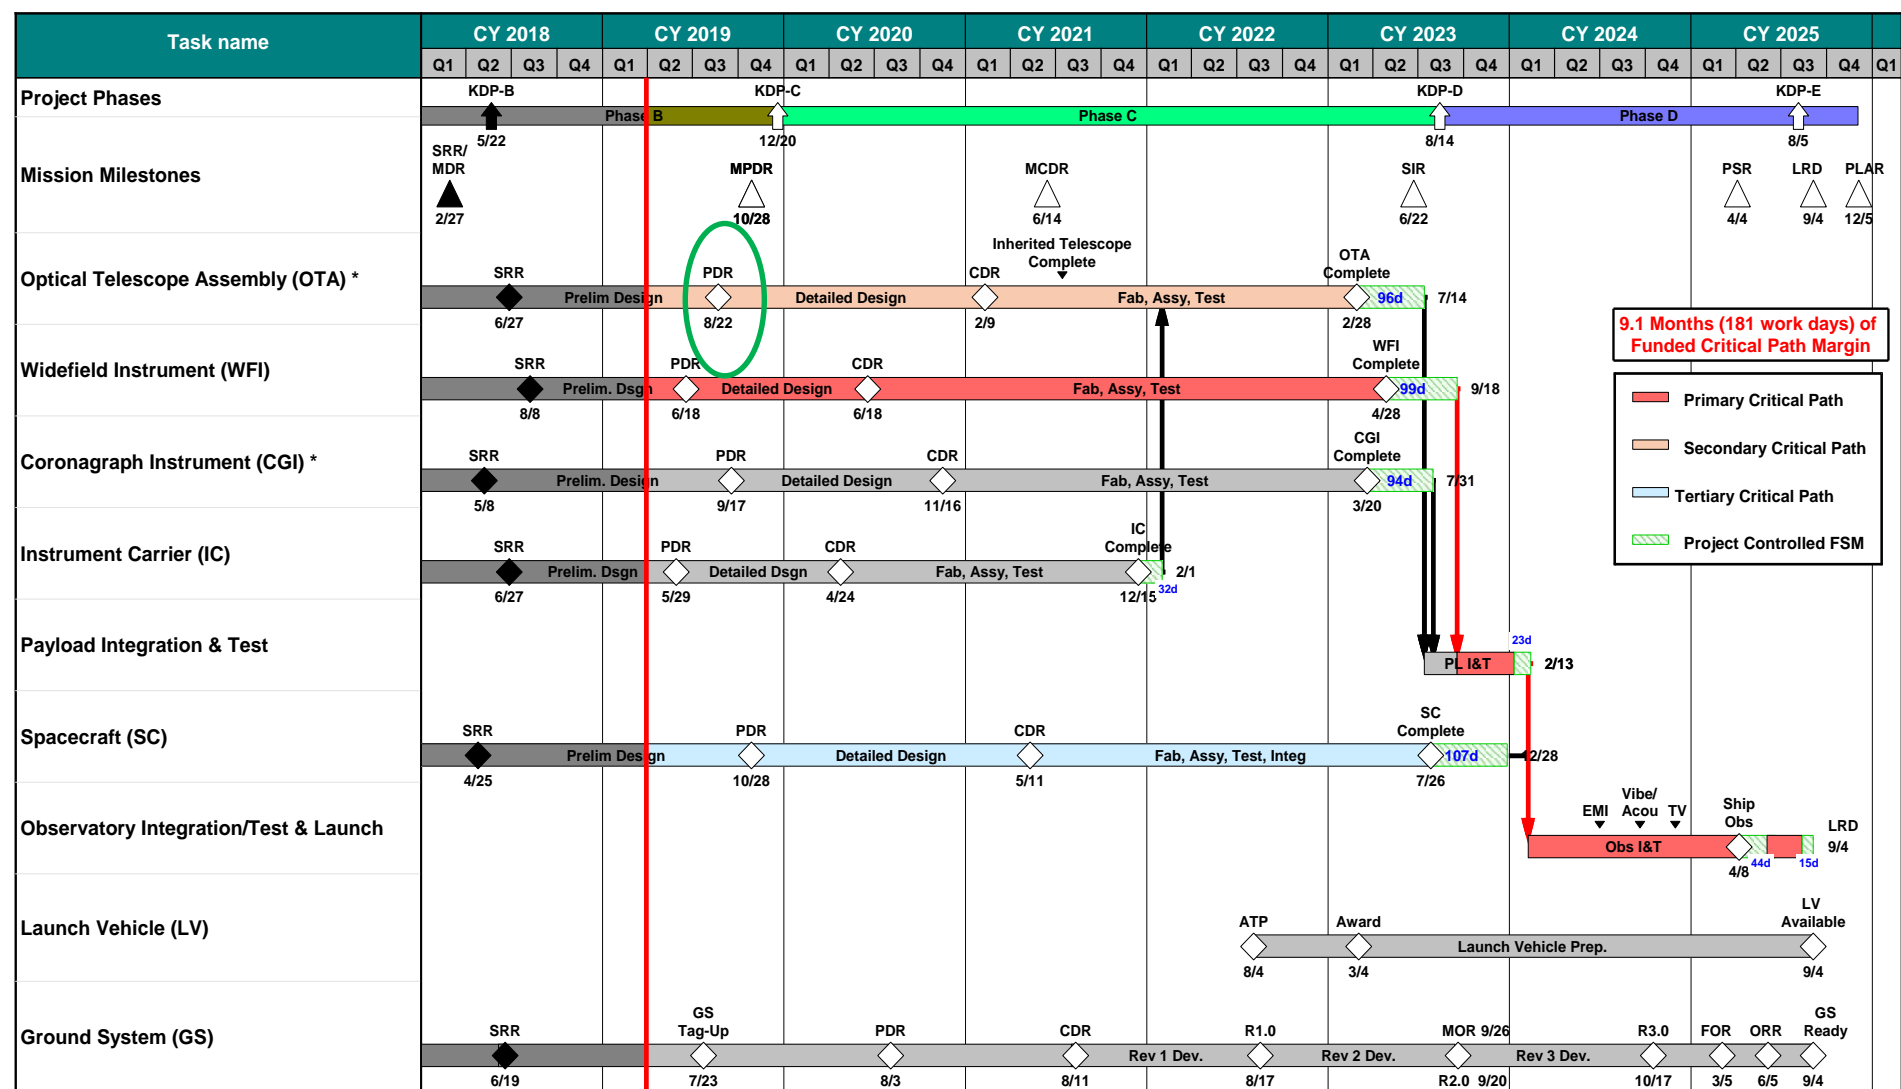 Task name
CY 2018 CY 2019 CY 2020 CY 2021 CY 2022 CY 2023 CY 2024 CY 2025
Q1 Q2 Q3 Q4 Q1 Q2 Q3 Q4 Q1 Q2 Q3 Q4 Q1 Q2 Q3 Q4 Q1 Q2 Q3 Q4 Q1 Q2 Q3 Q4 Q1 Q2 Q3 Q4 Q1 Q2 Q3 Q4 Q1
Project Phases
KDP-B KDP-C KDP-D KDP-E
Phase B Phase C Phase D
5/22 12/20 8/14 8/5
Mission Milestones
SRR/
MDR MPDR MCDR SIR PSR LRD PLAR
2/27 10/28 6/14 6/22 4/4 9/4 12/5
Optical Telescope Assembly (OTA) *
Inherited Telescope
Complete
OTA
Complete
SRR PDR CDR
Prelim Design Detailed Design Fab, Assy, Test 96d 7/14
6/27 8/22 2/9 2/28
9.1 Months (181 work days) of
Funded Critical Path Margin
Widefield Instrument (WFI)
WFI
Complete
SRR PDR CDR
Prelim. Dsgn Detailed Design Fab, Assy, Test 99d 9/18
8/8 6/18 6/18 4/28
Primary Critical Path
Secondary Critical Path
Tertiary Critical Path
Project Controlled FSM
Coronagraph Instrument (CGI) *
CGI
Complete
SRR PDR CDR
Prelim. Design Detailed Design Fab, Assy, Test 94d 7/31
5/8 9/17 11/16 3/20
Instrument Carrier (IC)
IC
Complete
SRR PDR CDR
Prelim. Dsgn Detailed Dsgn Fab, Assy, Test 2/1
6/27 5/29 4/24 12/15 32d
Payload Integration & Test
23d
PL I&T 2/13
Spacecraft (SC)
SC
Complete
SRR PDR CDR
Prelim Design Detailed Design Fab, Assy, Test, Integ 107d 12/28
4/25 10/28 5/11 7/26
Observatory Integration/Test & Launch
Vibe/
EMI Acou TV
Ship
Obs
LRD
Obs I&T 9/4
4/8 44d 15d
Launch Vehicle (LV)
LV
ATP Award Available
Launch Vehicle Prep.
8/4 3/4 9/4
Ground System (GS)
GS GS
SRR Tag-Up PDR CDR R1.0 MOR 9/26 R3.0 FOR ORR Ready
Rev 1 Dev. Rev 2 Dev. Rev 3 Dev.
6/19 7/23 8/3 8/11 8/17 R2.0 9/20 10/17 3/5 6/5 9/4